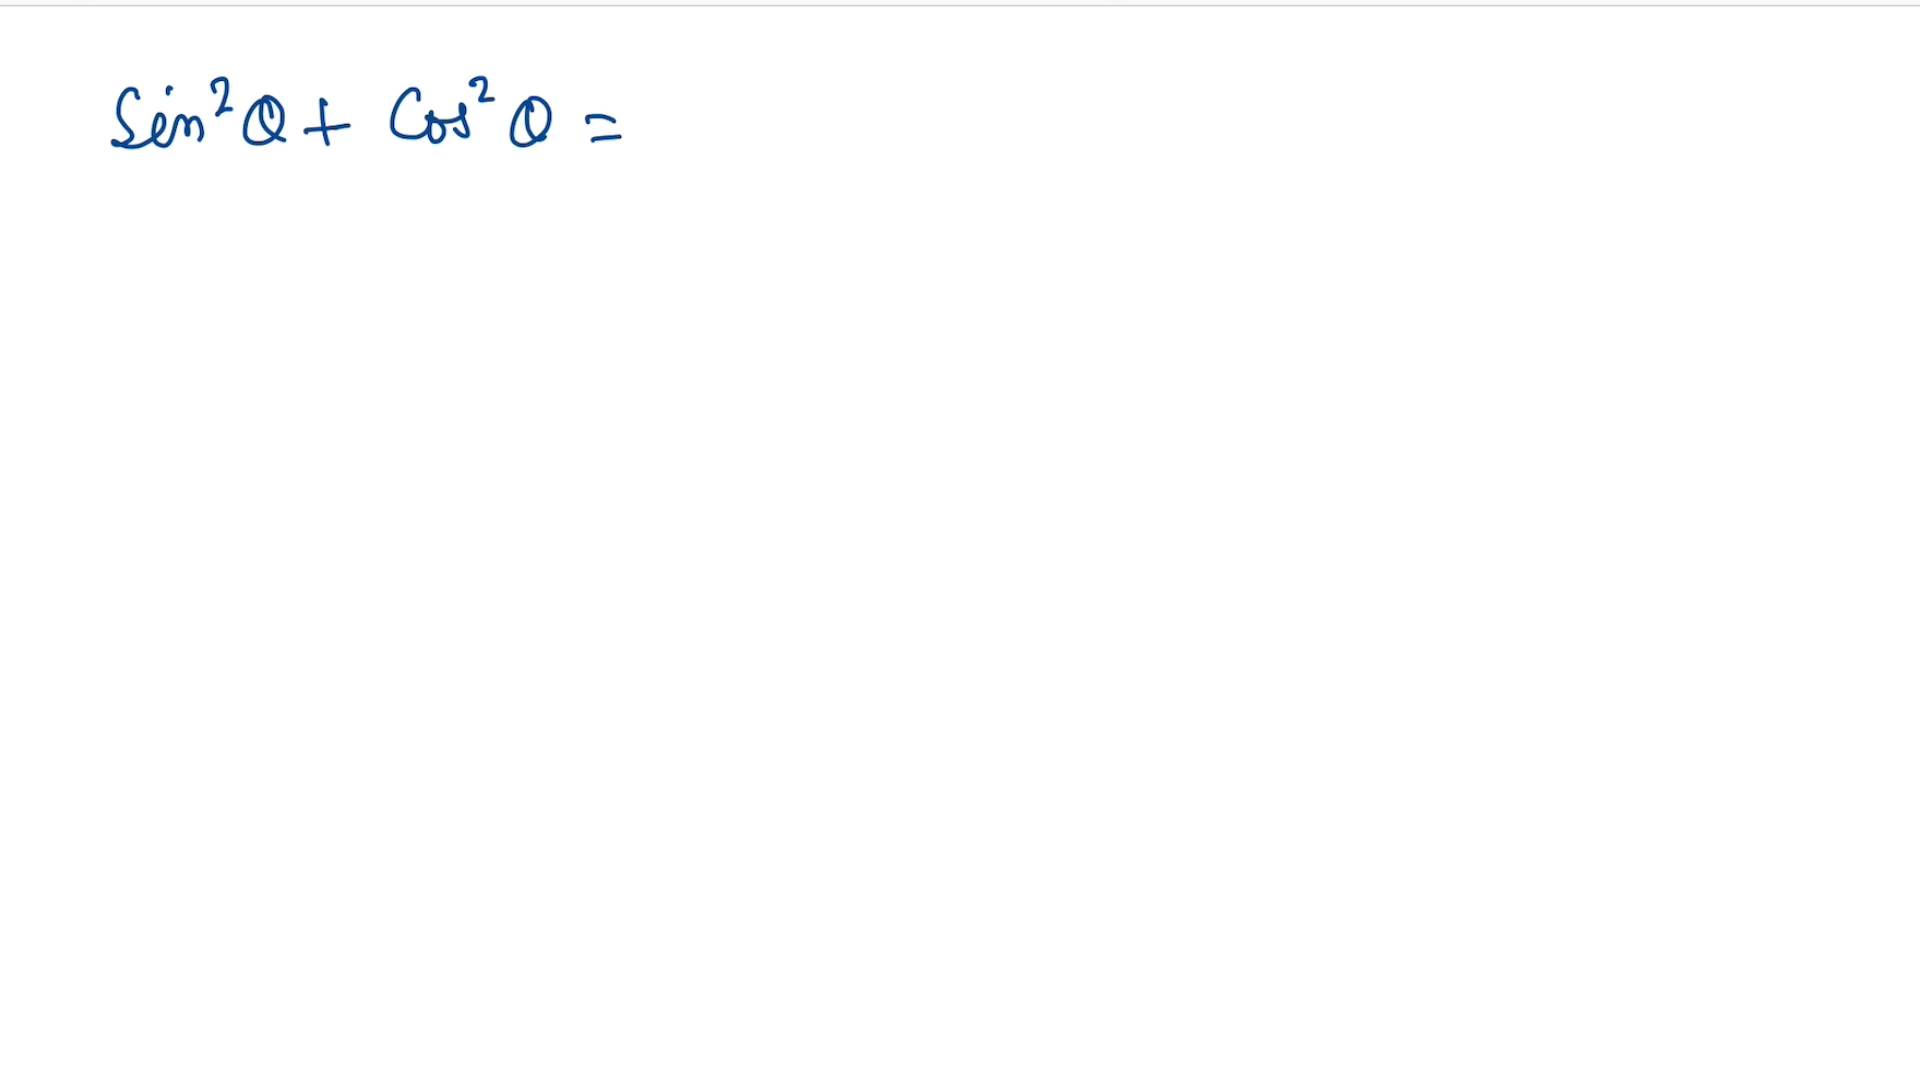 Sin²θ + Cos²θ =